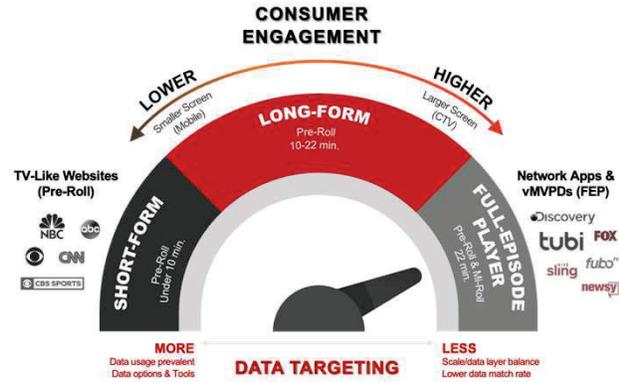 CONSUMER
ENGAGEMENT
LOWER
Smaller Screen
(Mobile)
HIGHER
Larger Screen
(CTV)
LONG-FORM
Pre-Roll
10-22 min.
TV-Like Websites
(Pre-Roll)
NBC
abc
CNN
CBS SPORTS
SHORT-FORM
Pre-Roll
Under 10 min.
FULL-EPISODE
PLAYER
Pre-Roll & Mi-Roll
22 min.
Network Apps &
vMVPDs (FEP)
Discovery
tubi
FOX
sling
fuboTV
newsy
MORE
Data usage prevalent
Data options & Tools
DATA TARGETING
LESS
Scale/data layer balance
Lower data match rate